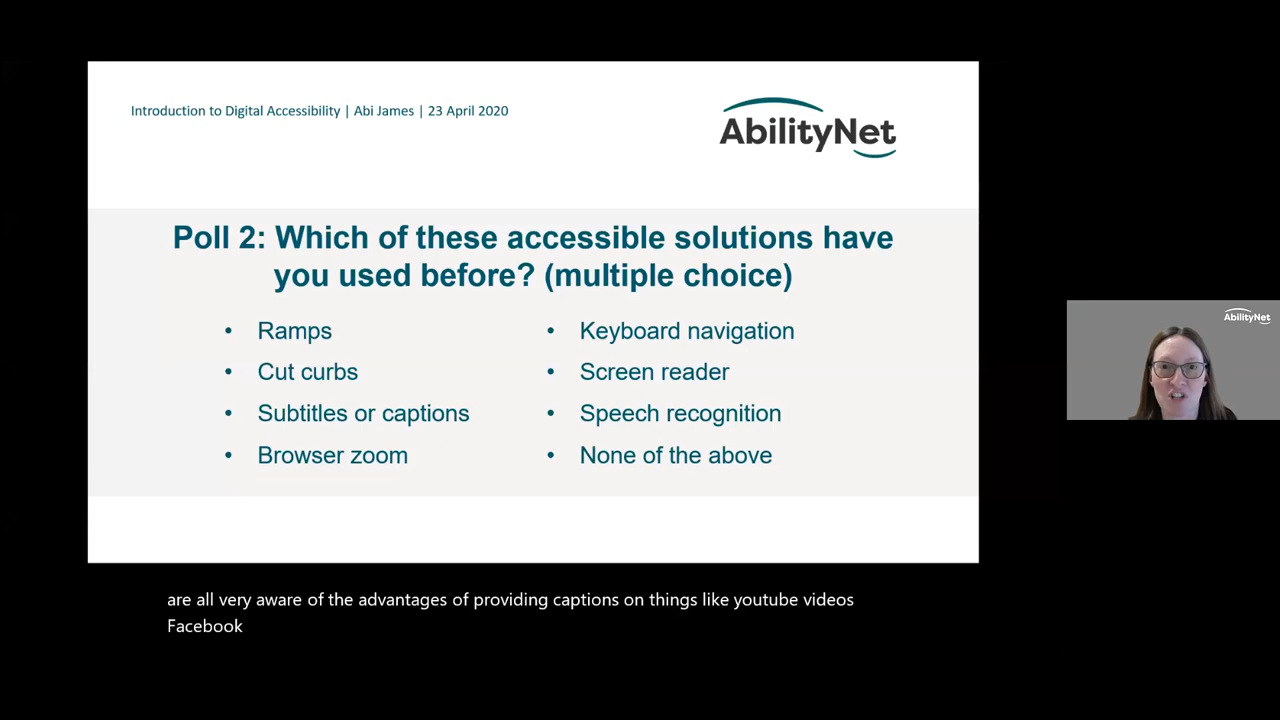 Introduction to Digital Accessibility | Abi James | 23 April 2020
AbilityNet
Poll 2: Which of these accessible solutions have
you used before? (multiple choice)
• Ramps
• Cut curbs
• Subtitles or captions
• Browser zoom
• Keyboard navigation
• Screen reader
• Speech recognition
• None of the above
AbilityNet
are all very aware of the advantages of providing captions on things like youtube videos
Facebook